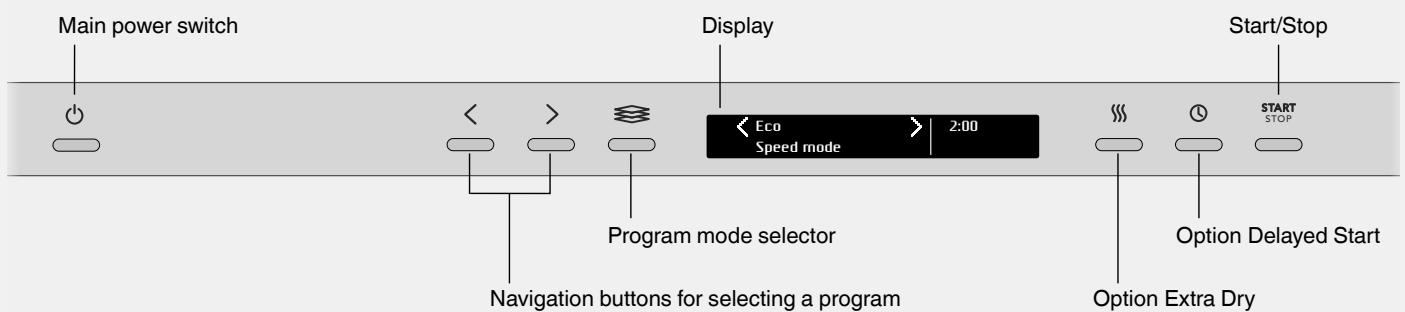 Main power switch
Display
Start/Stop
START
STOP
Eco
2:00
Speed mode
Program mode selector
Option Delayed Start
Navigation buttons for selecting a program
Option Extra Dry